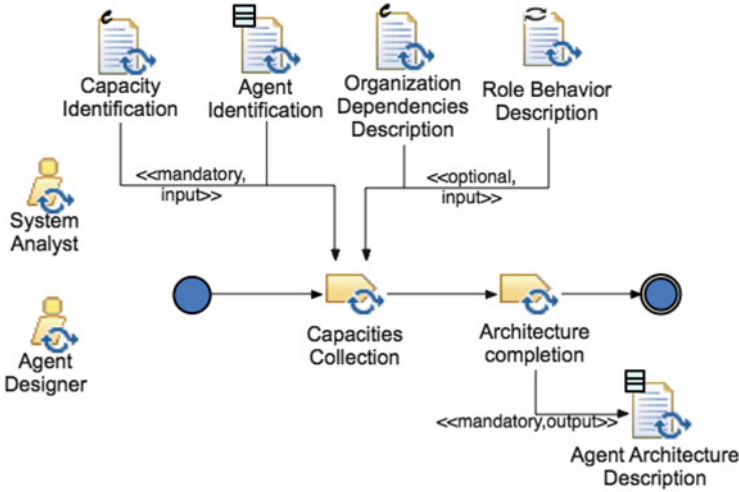 Capacity
Identification
Agent
Identification
Organization
Dependencies
Description
Role Behavior
Description
<<mandatory,
input>>
<<optional,
input>>
System
Analyst
Agent
Designer
Capacities
Collection
Architecture
completion
<<mandatory,output>>
Agent Architecture
Description